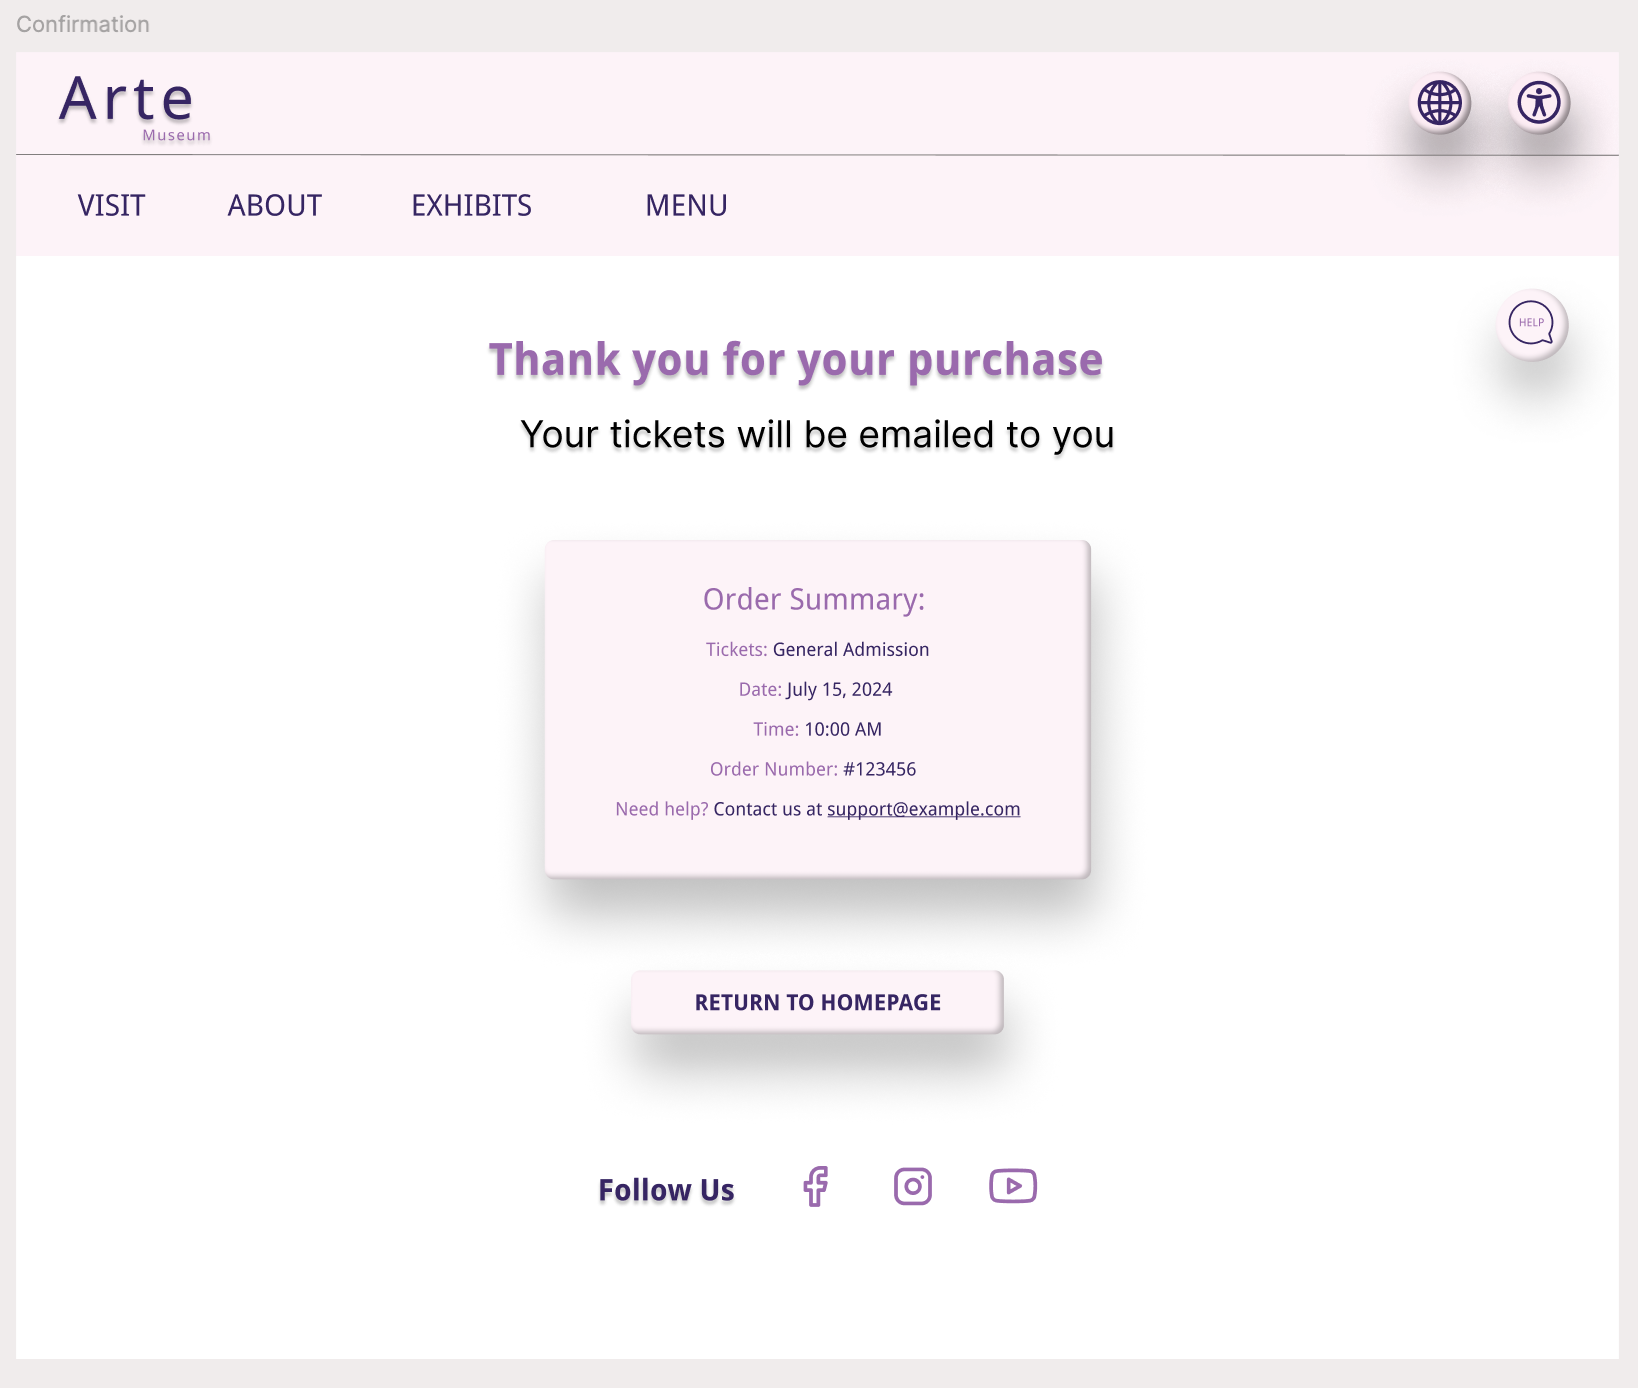 Confirmation
Arte
Museum
VISIT ABOUT EXHIBITS MENU
HELP
Thank you for your purchase
Your tickets will be emailed to you
Order Summary:
Tickets: General Admission
Date: July 15, 2024
Time: 10:00 AM
Order Number: #123456
Need help? Contact us at support@example.com
RETURN TO HOMEPAGE
Follow Us